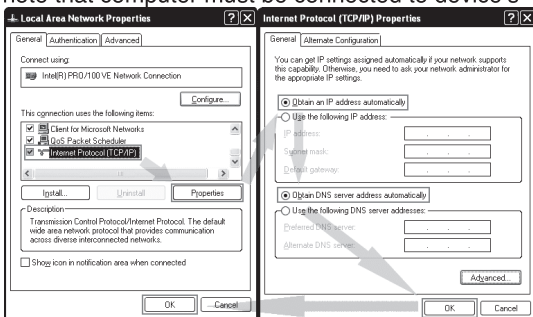 note that computer must be connected to device's
Local Area Network Properties
General Authentication Advanced
Connect using:
Intel(R) PRO/100 VE Network Connection
Configure...
This connection uses the following items:
Client for Microsoft Networks
QoS Packet Scheduler
Internet Protocol (TCP/IP)
Install... Uninstall Properties
Description
Transmission Control Protocol/Internet Protocol. The default
wide area network protocol that provides communication
across diverse interconnected networks.
Show icon in notification area when connected
OK Cancel
Internet Protocol (TCP/IP) Properties
General Alternate Configuration
You can get IP settings assigned automatically if your network supports
this capability. Otherwise, you need to ask your network administrator for
the appropriate IP settings.
Obtain an IP address automatically
Use the following IP address:
IP address:
Subnet mask:
Default gateway:
Obtain DNS server address automatically
Use the following DNS server addresses:
Preferred DNS server:
Alternate DNS server:
Advanced...
OK Cancel